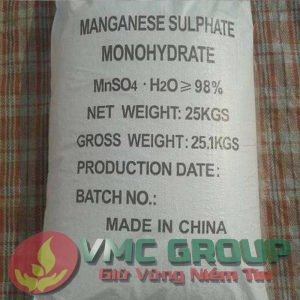 MANGANESE SULPHATE
MONOHYDRATE
MnSO4 · H2O ≥ 98%
NET WEIGHT: 25KGS
GROSS WEIGHT: 25.1KGS
PRODUCTION DATE:
BATCH NO.:
MADE IN CHINA
VMC GROUP
Giữ Vững Niềm Tin